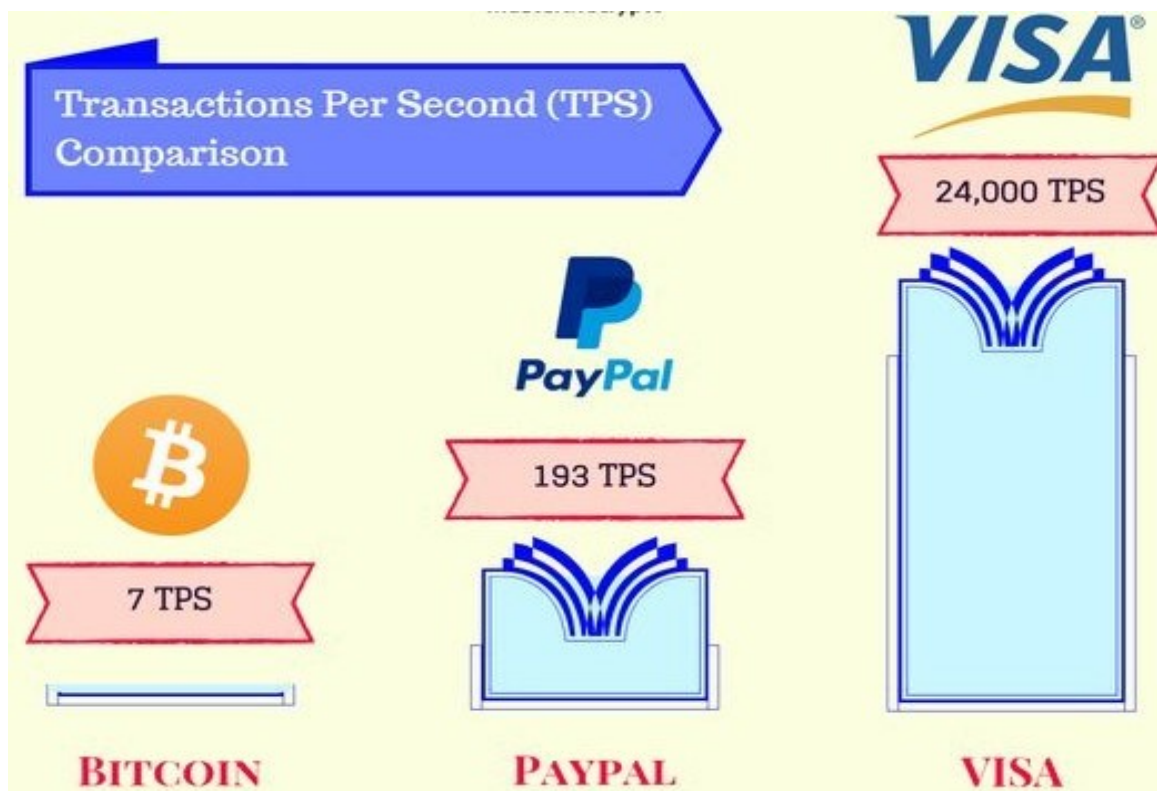 Transactions Per Second (TPS)
Comparison
VISA®
24,000 TPS
PayPal
193 TPS
7 TPS
BITCOIN
PAYPAL
VISA